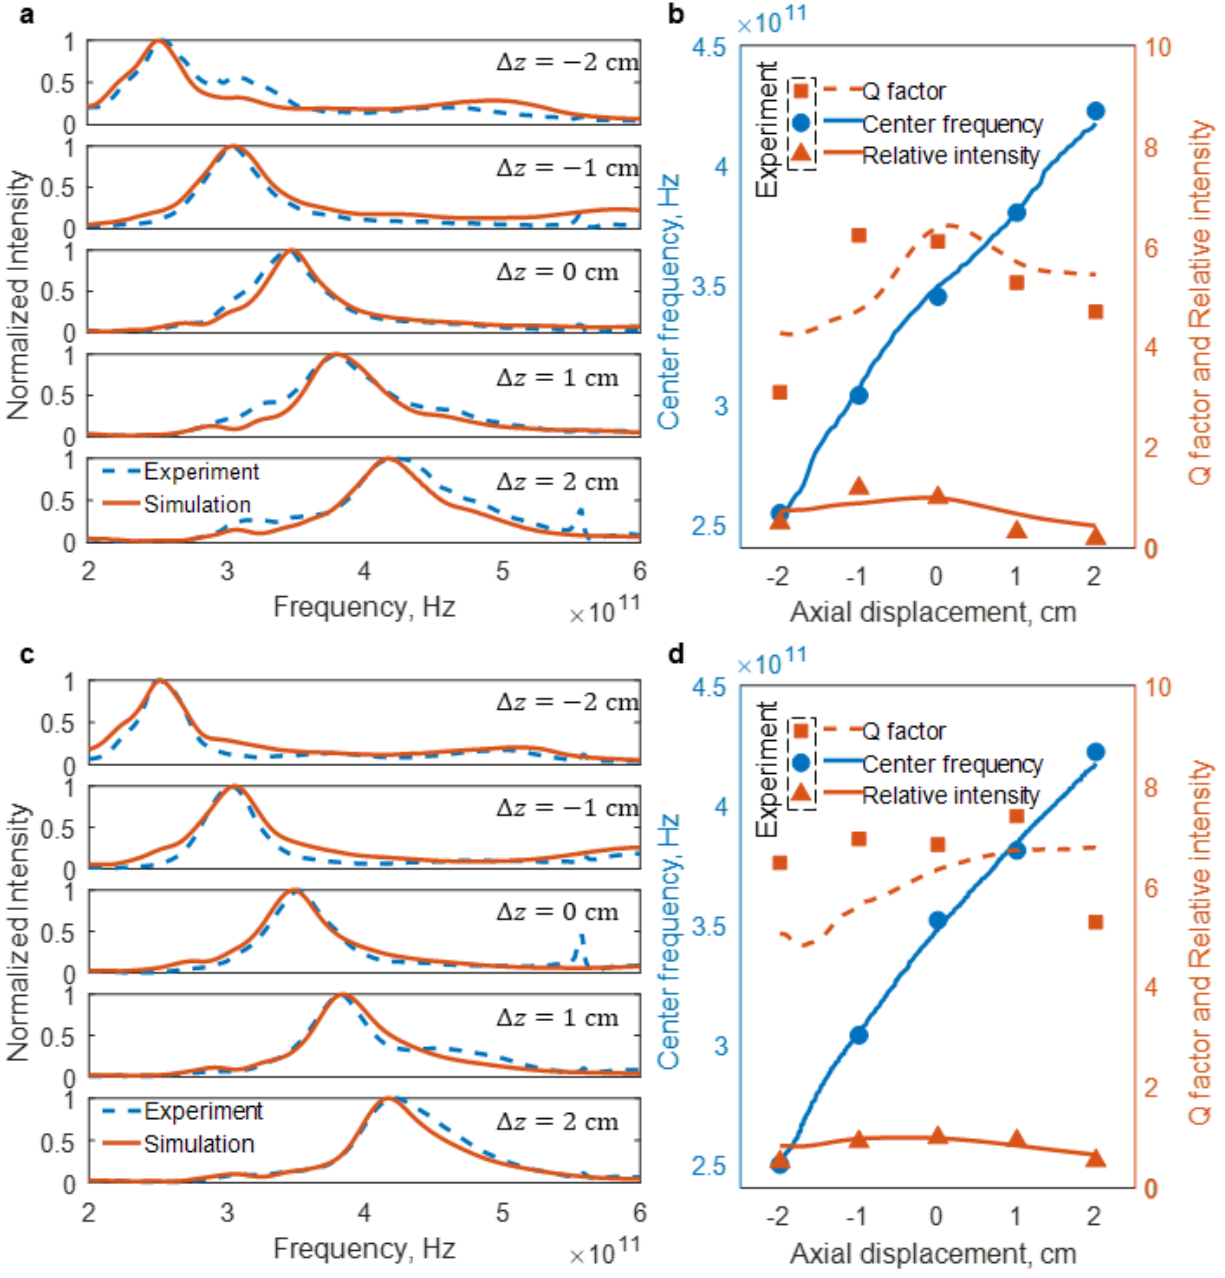 a
1
0.5
0
Δz = −2 cm
1
0.5
0
Δz = −1 cm
1
0.5
0
Δz = 0 cm
1
0.5
0
Δz = 1 cm
1
0.5
0
Experiment
Simulation
Δz = 2 cm
2
3
4
5
6
Frequency, Hz
×10^11
Normalized Intensity
b
×10^11
4.5
4
3.5
3
2.5
Center frequency, Hz
Experiment
Q factor
Center frequency
Relative intensity
10
8
6
4
2
0
Q factor and Relative intensity
-2
-1
0
1
2
Axial displacement, cm
c
1
0.5
0
Δz = −2 cm
1
0.5
0
Δz = −1 cm
1
0.5
0
Δz = 0 cm
1
0.5
0
Δz = 1 cm
1
0.5
0
Experiment
Simulation
Δz = 2 cm
2
3
4
5
6
Frequency, Hz
×10^11
Normalized Intensity
d
×10^11
4.5
4
3.5
3
2.5
Center frequency, Hz
Experiment
Q factor
Center frequency
Relative intensity
10
8
6
4
2
0
Q factor and Relative intensity
-2
-1
0
1
2
Axial displacement, cm